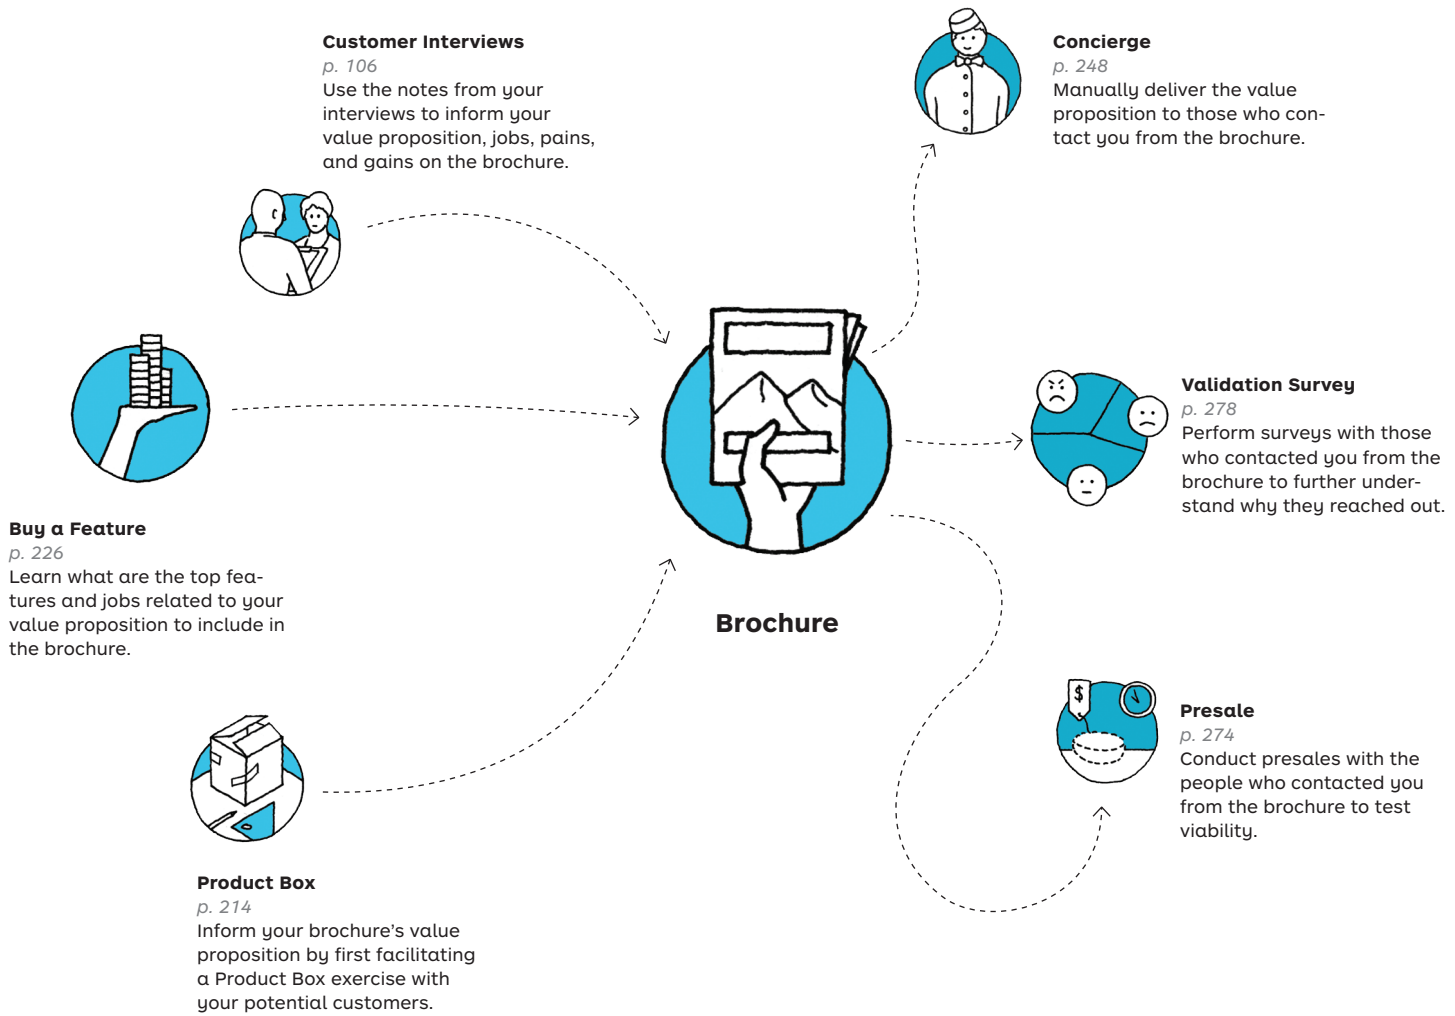 Customer Interviews
p. 106
Use the notes from your
interviews to inform your
value proposition, jobs, pains,
and gains on the brochure.
Buy a Feature
p. 226
Learn what are the top fea-
tures and jobs related to your
value proposition to include in
the brochure.
Product Box
p. 214
Inform your brochure’s value
proposition by first facilitating
a Product Box exercise with
your potential customers.
Brochure
Concierge
p. 248
Manually deliver the value
proposition to those who con-
tact you from the brochure.
Validation Survey
p. 278
Perform surveys with those
who contacted you from the
brochure to further under-
stand why they reached out.
$
Presale
p. 274
Conduct presales with the
people who contacted you
from the brochure to test
viability.